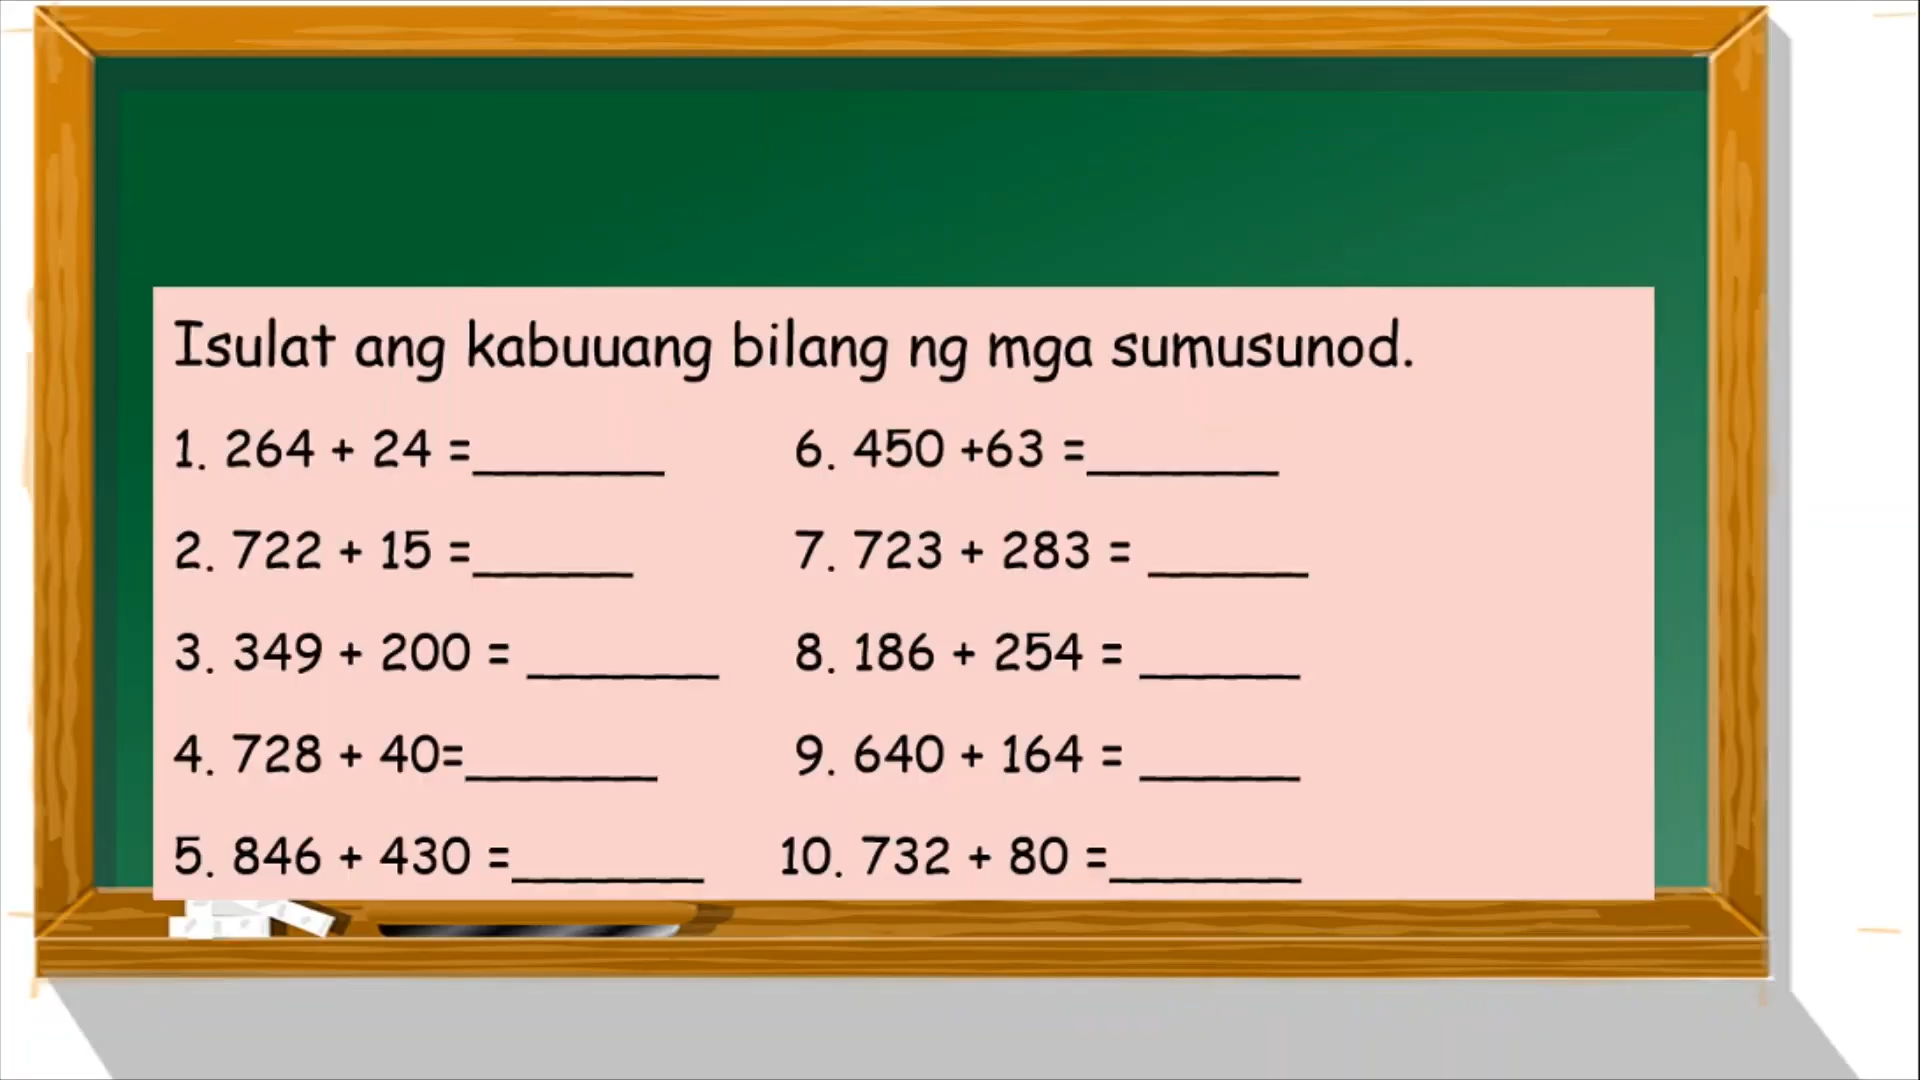 Isulat ang kabuuang bilang ng mga sumusunod.
1. 264 + 24 =______ 6. 450 +63 =______
2. 722 + 15 =_____ 7. 723 + 283 = _____
3. 349 + 200 = ______ 8. 186 + 254 = _____
4. 728 + 40=______ 9. 640 + 164 = _____
5. 846 + 430 =______ 10. 732 + 80 =______